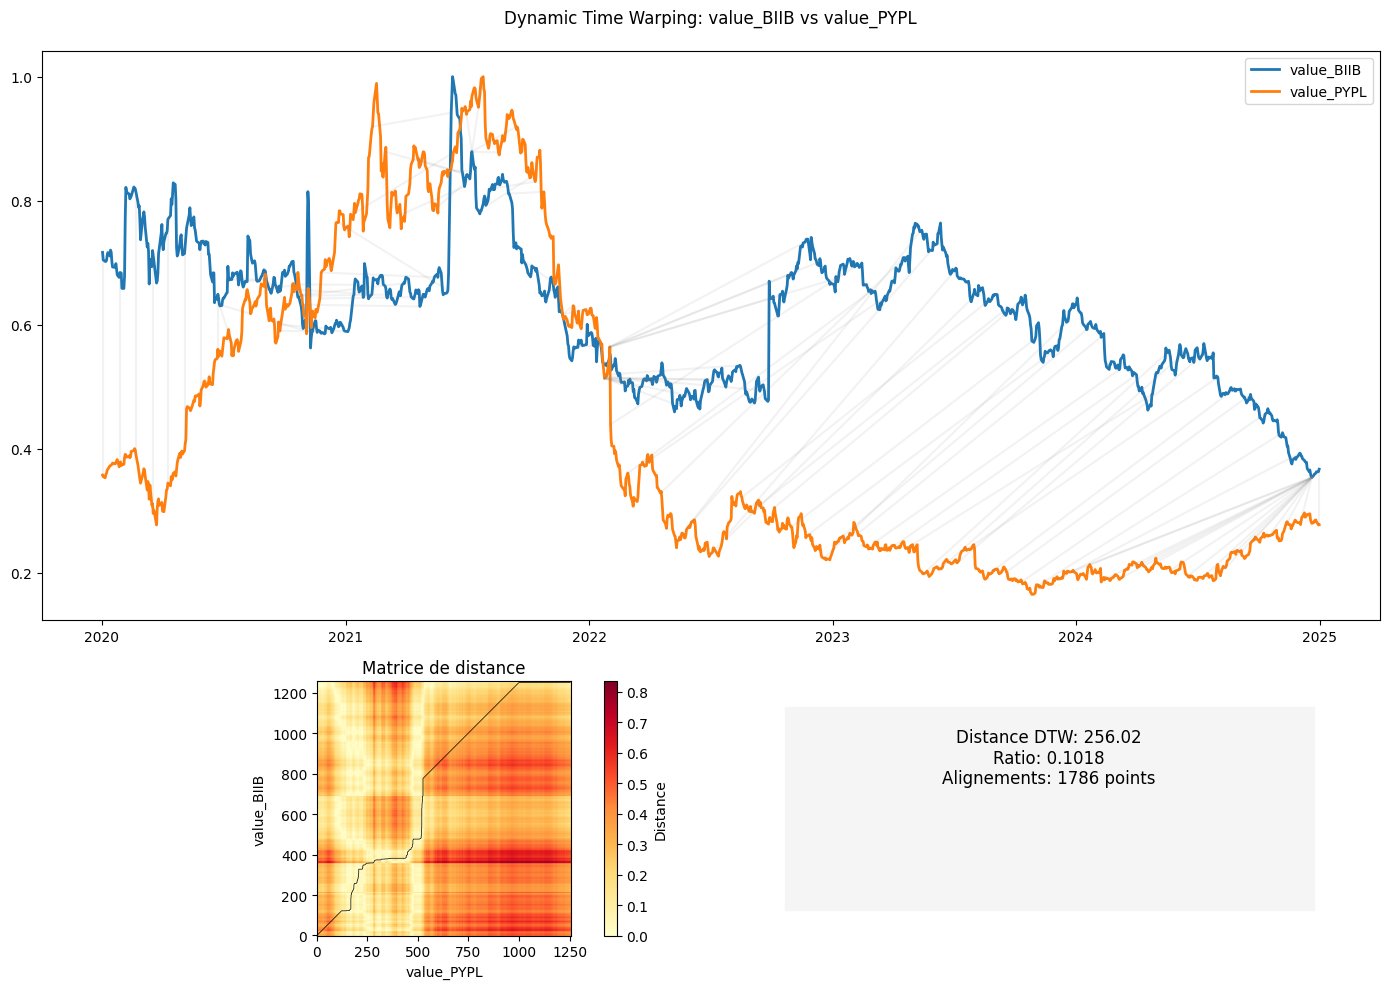 Dynamic Time Warping: value_BIIB vs value_PYPL
value_BIIB
value_PYPL
1.0
0.8
0.6
0.4
0.2
2020 2021 2022 2023 2024 2025
Matrice de distance
value_BIIB
1200
1000
800
600
400
200
0
0 250 500 750 1000 1250
value_PYPL
0.8
0.7
0.6
0.5
0.4
0.3
0.2
0.1
0.0
Distance
Distance DTW: 256.02
Ratio: 0.1018
Alignements: 1786 points